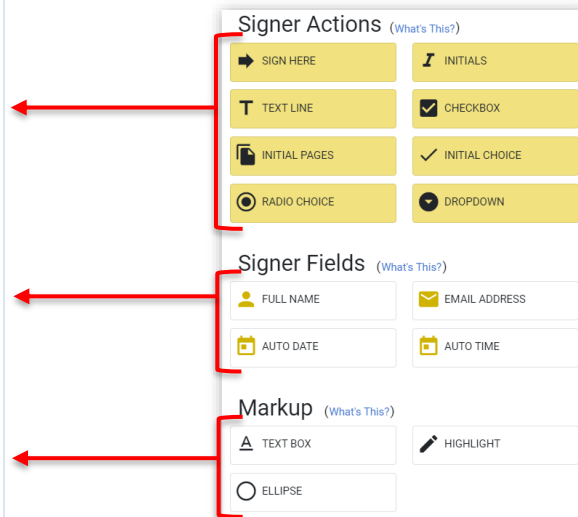 Signer Actions (What's This?)
SIGN HERE INITIALS
TEXT LINE CHECKBOX
INITIAL PAGES INITIAL CHOICE
RADIO CHOICE DROPDOWN
Signer Fields (What's This?)
FULL NAME EMAIL ADDRESS
AUTO DATE AUTO TIME
Markup (What's This?)
TEXT BOX HIGHLIGHT
ELLIPSE